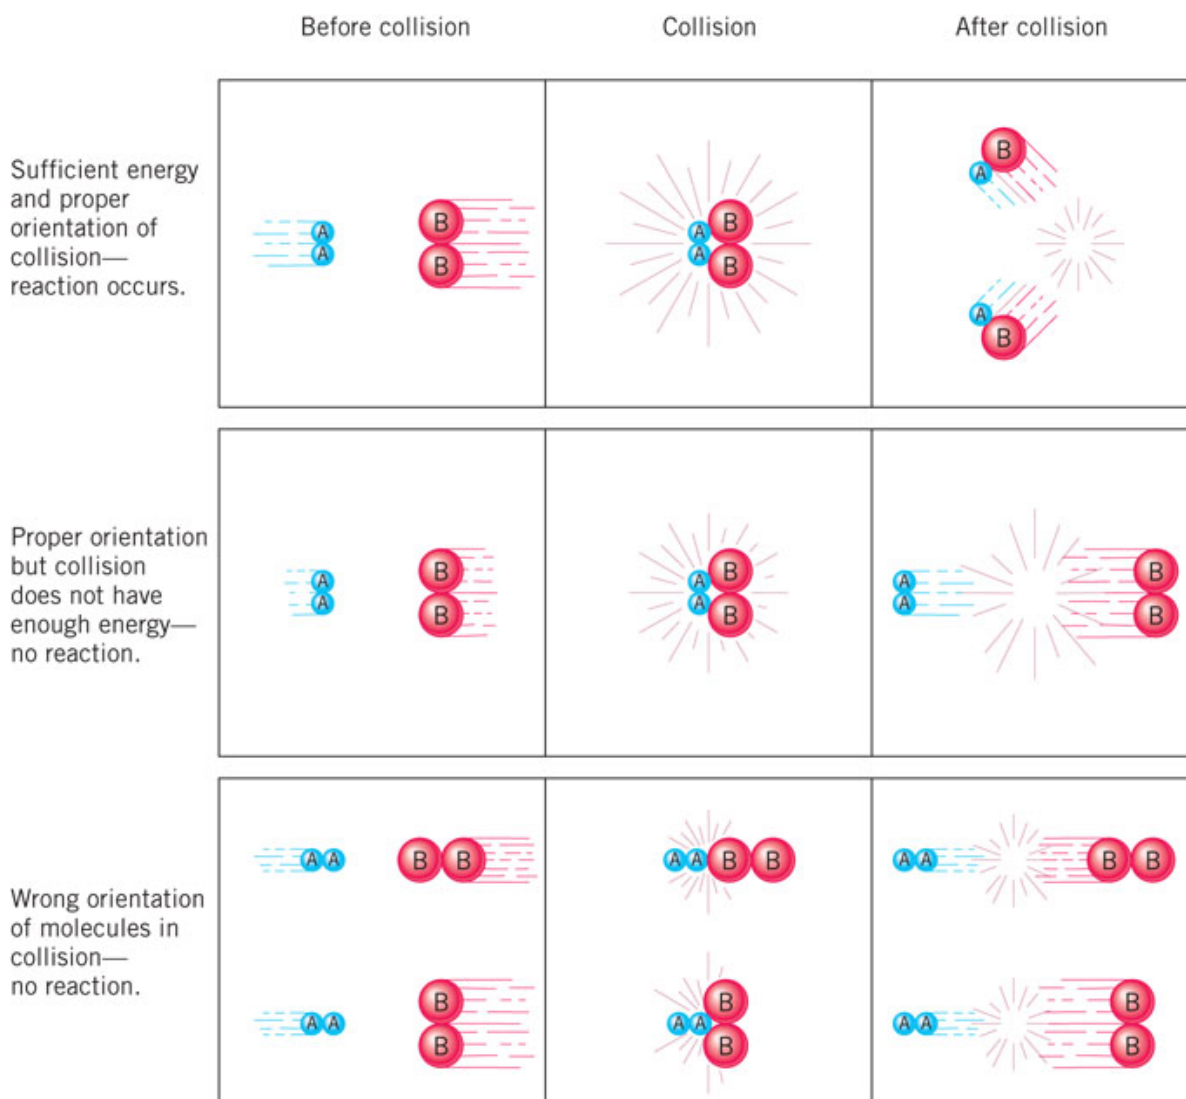 Before collision
Collision
After collision
Sufficient energy
and proper
orientation of
collision—
reaction occurs.
A
A
B
B
A
A
B
B
B
A
A
B
Proper orientation
but collision
does not have
enough energy—
no reaction.
A
A
B
B
A
A
B
B
A
A
B
B
Wrong orientation
of molecules in
collision—
no reaction.
A A
B B
A A B B
A A
B B
A A
B
B
A A
B
B
A A
B
B